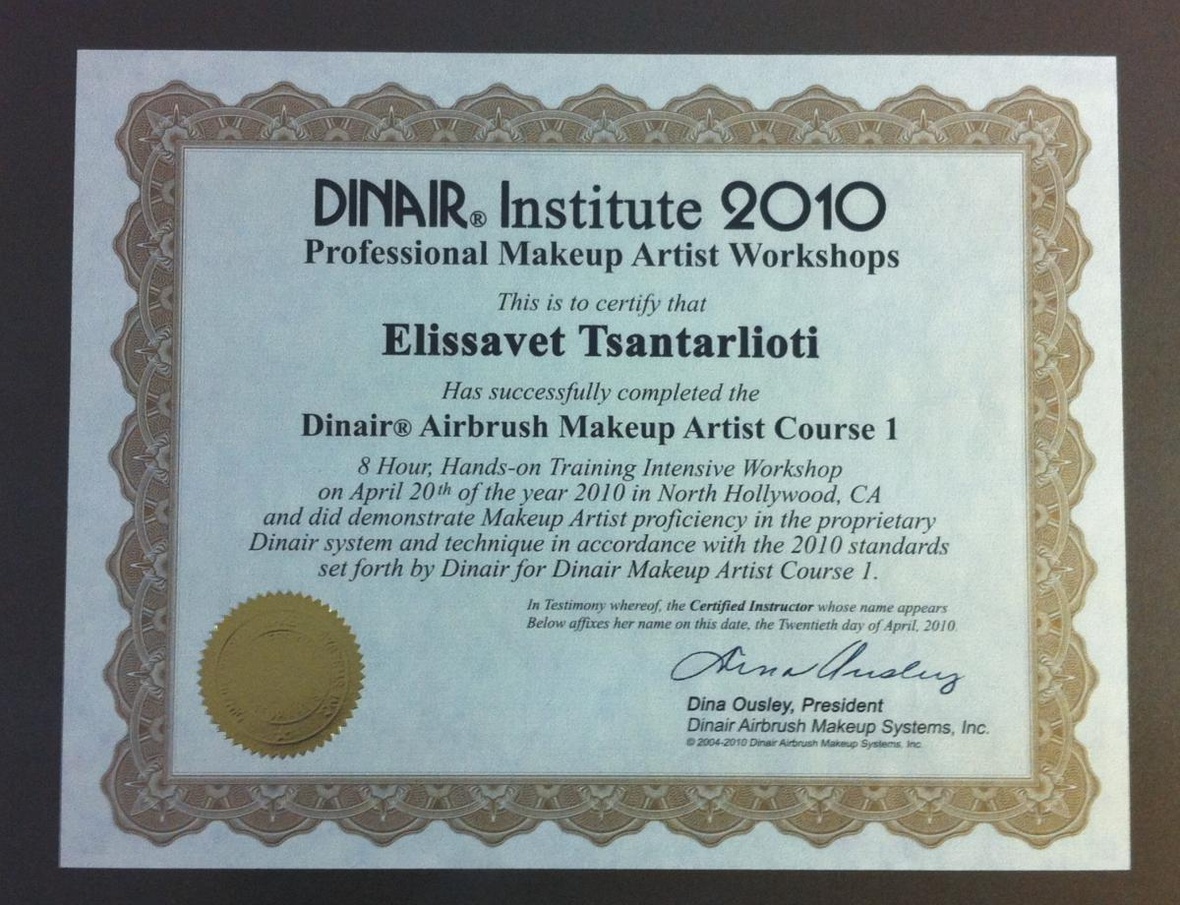 DINAIR® Institute 2010
Professional Makeup Artist Workshops
This is to certify that
Elissavet Tsantarlioti
Has successfully completed the
Dinair® Airbrush Makeup Artist Course 1
8 Hour, Hands-on Training Intensive Workshop
on April 20th of the year 2010 in North Hollywood, CA
and did demonstrate Makeup Artist proficiency in the proprietary
Dinair system and technique in accordance with the 2010 standards
set forth by Dinair for Dinair Makeup Artist Course 1.
In Testimony whereof, the Certified Instructor whose name appears
Below affixes her name on this date, the Twentieth day of April, 2010.
Dina Ousley
Dina Ousley, President
Dinair Airbrush Makeup Systems, Inc.
© 2004-2010 Dinair Airbrush Makeup Systems, Inc.